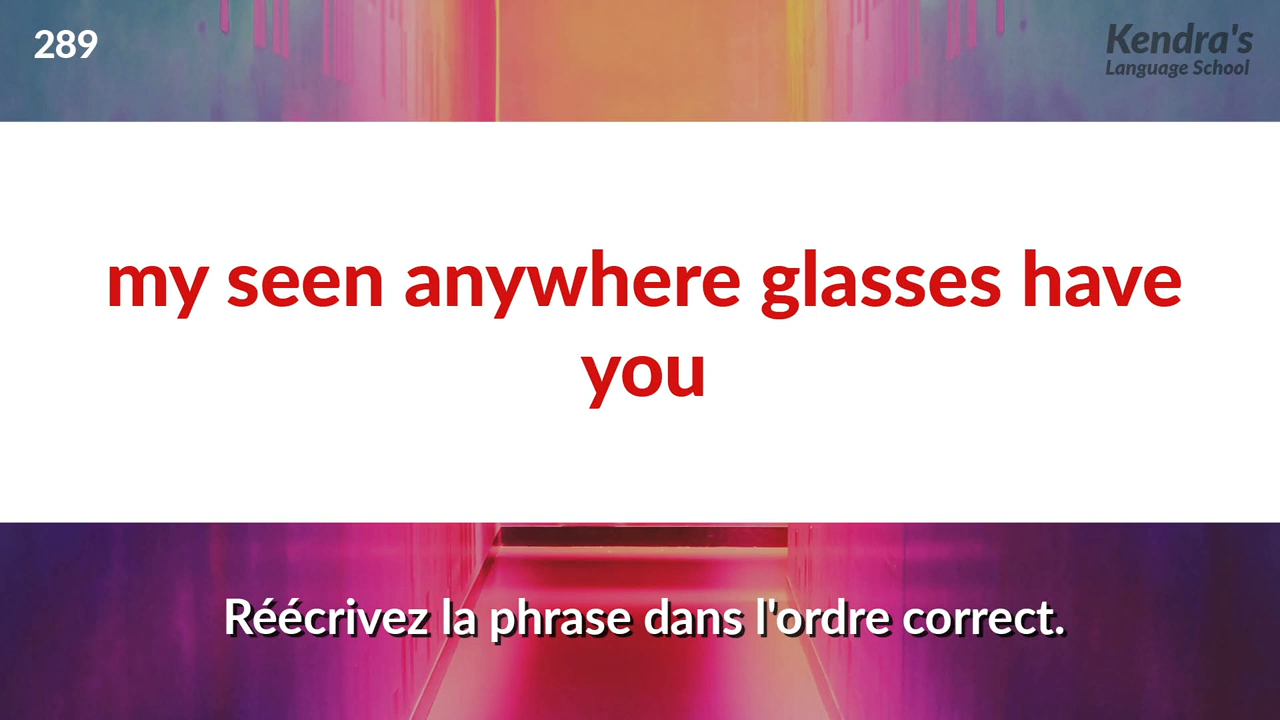 289
Kendra's
Language School
my seen anywhere glasses have
you
Réécrivez la phrase dans l'ordre correct.